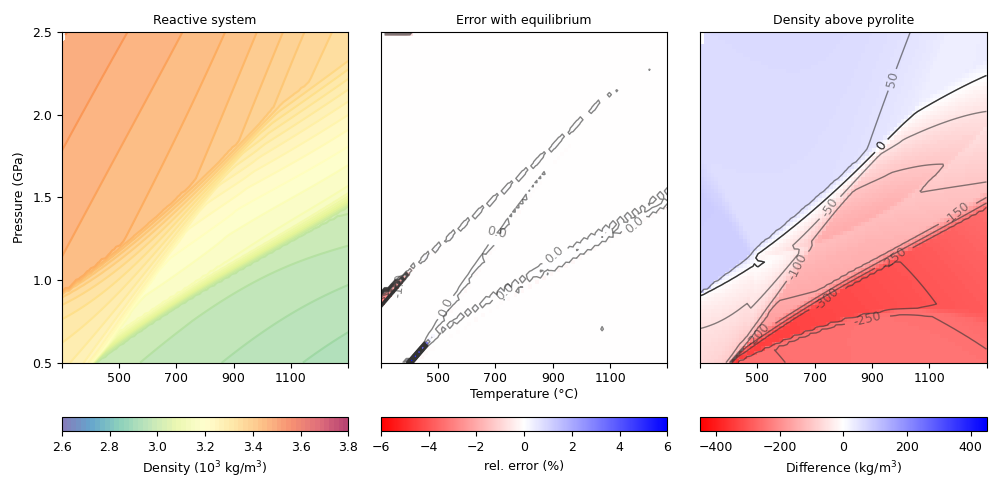 Reactive system
Error with equilibrium
Density above pyrolite
Pressure (GPa)
2.5
2.0
1.5
1.0
0.5
500 700 900 1100
500 700 900 1100
500 700 900 1100
Temperature (°C)
0.0
0.0
0.0
0.0
0.0
50
0
-50
-100
-150
-250
-300
-200
-250
2.6 2.8 3.0 3.2 3.4 3.6 3.8
Density (10³ kg/m³)
−6 −4 −2 0 2 4 6
rel. error (%)
−400 −200 0 200 400
Difference (kg/m³)